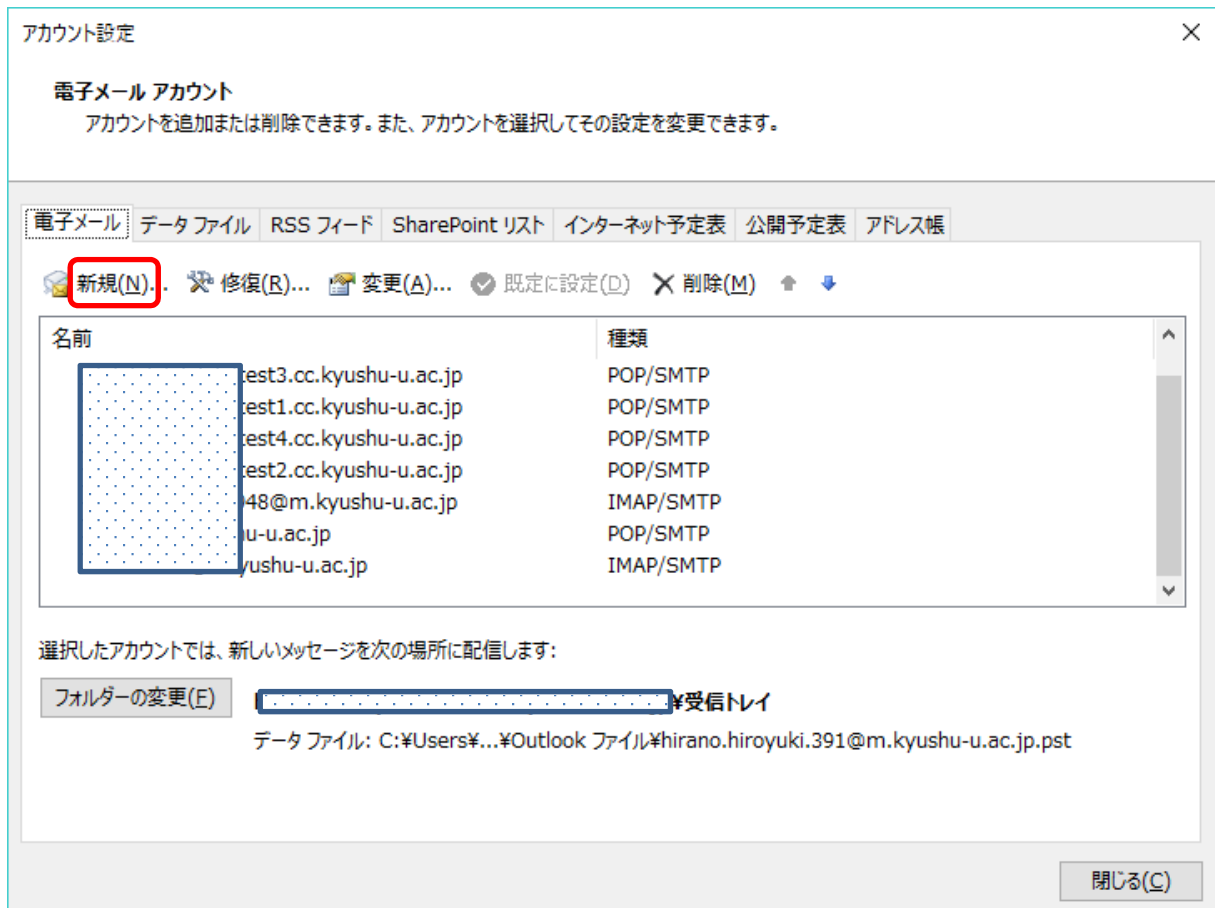 アカウント設定
電子メール アカウント
アカウントを追加または削除できます。また、アカウントを選択してその設定を変更できます。
電子メール データ ファイル RSS フィード SharePoint リスト インターネット予定表 公開予定表 アドレス帳
新規(N)... 修復(R)... 変更(A)... 既定に設定(D) 削除(M)
名前 種類
test3.cc.kyushu-u.ac.jp POP/SMTP
test1.cc.kyushu-u.ac.jp POP/SMTP
test4.cc.kyushu-u.ac.jp POP/SMTP
test2.cc.kyushu-u.ac.jp POP/SMTP
948@m.kyushu-u.ac.jp IMAP/SMTP
u-u.ac.jp POP/SMTP
yushu-u.ac.jp IMAP/SMTP
選択したアカウントでは、新しいメッセージを次の場所に配信します:
フォルダーの変更(F) ¥受信トレイ
データ ファイル: C:¥Users¥...¥Outlook ファイル¥hirano.hiroyuki.391@m.kyushu-u.ac.jp.pst
閉じる(C)